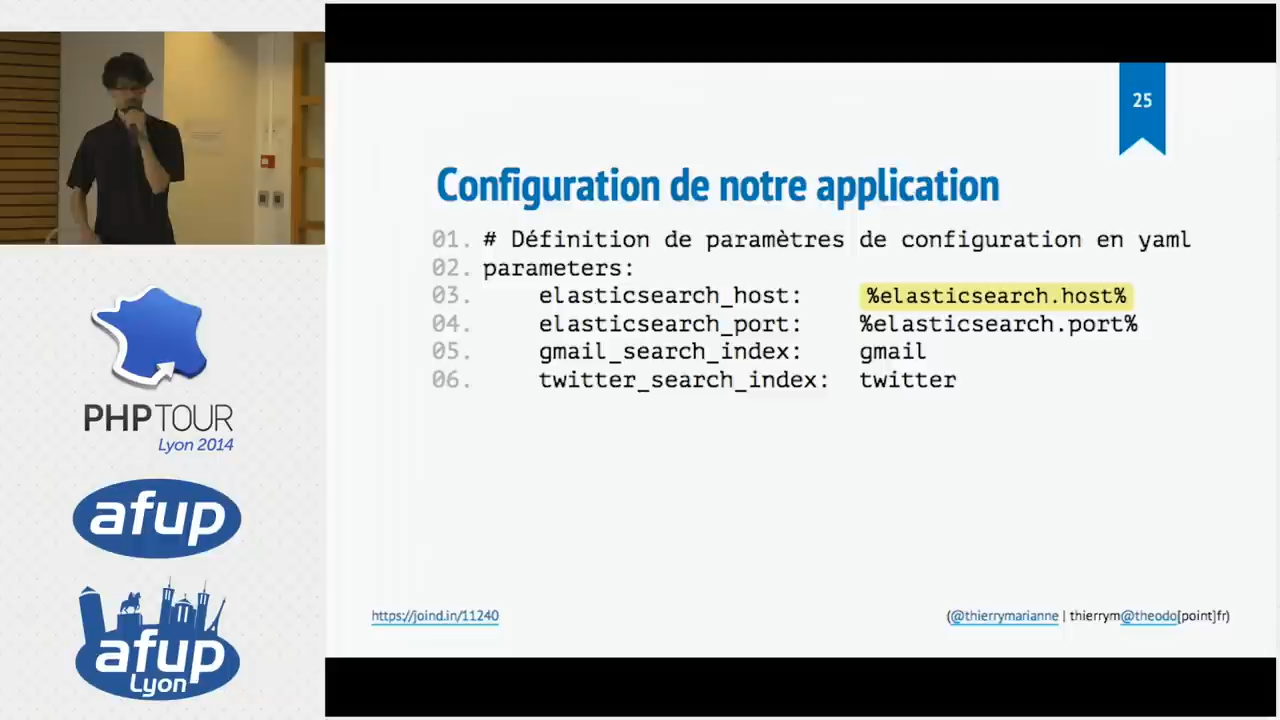 25
Configuration de notre application
01. # Définition de paramètres de configuration en yaml
02. parameters:
03. elasticsearch_host: %elasticsearch.host%
04. elasticsearch_port: %elasticsearch.port%
05. gmail_search_index: gmail
06. twitter_search_index: twitter
https://joind.in/11240
(@thierrymarianne | thierrym@theodo[point]fr)
PHPTOUR
Lyon 2014
afup
afup
Lyon